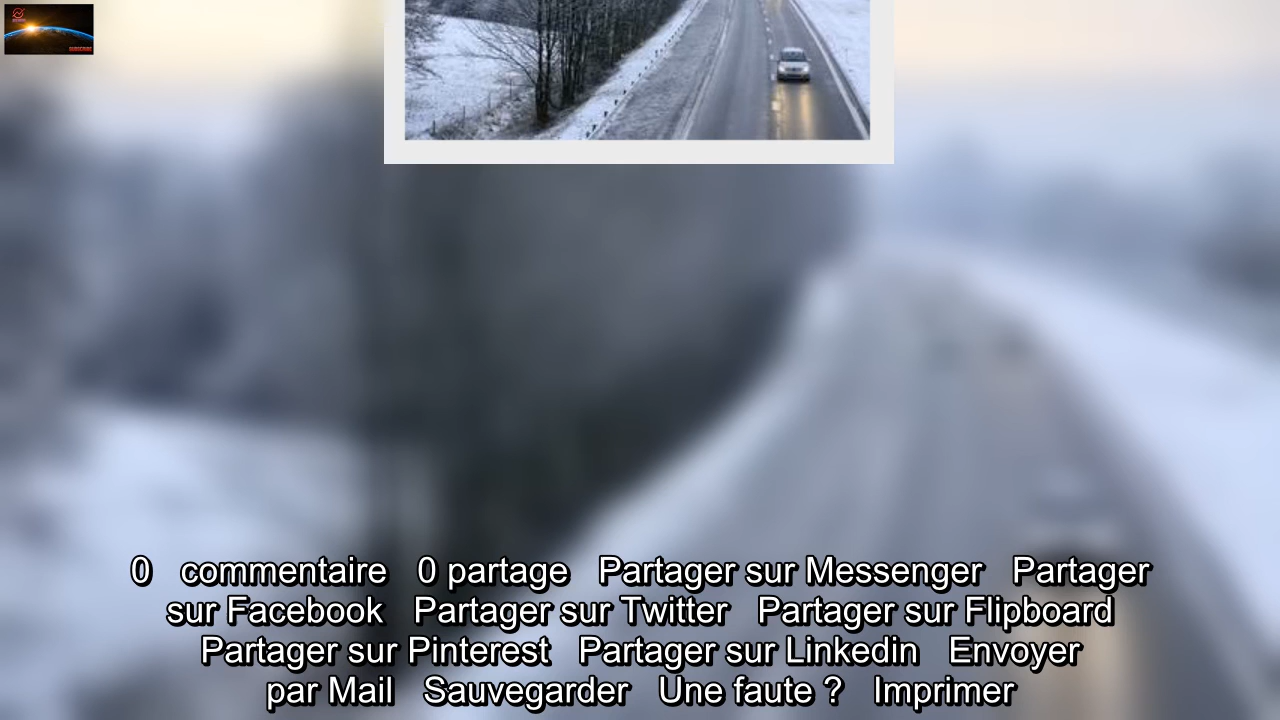 SUBSCRIBE
0 commentaire 0 partage Partager sur Messenger Partager
sur Facebook Partager sur Twitter Partager sur Flipboard
Partager sur Pinterest Partager sur Linkedin Envoyer
par Mail Sauvegarder Une faute ? Imprimer